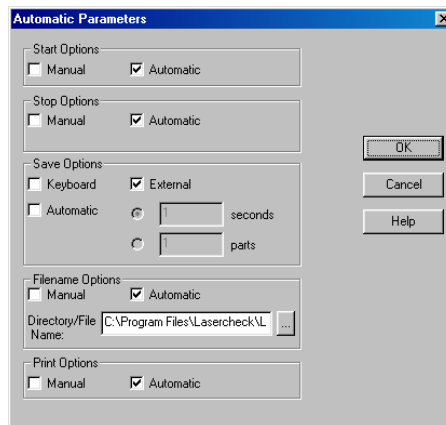 Automatic Parameters
Start Options
Manual Automatic
Stop Options
Manual Automatic
OK
Save Options
Keyboard External
Cancel
Automatic 1 seconds
Help
1 parts
Filename Options
Manual Automatic
Directory/File Name: C:\Program Files\Lasercheck\L ...
Print Options
Manual Automatic